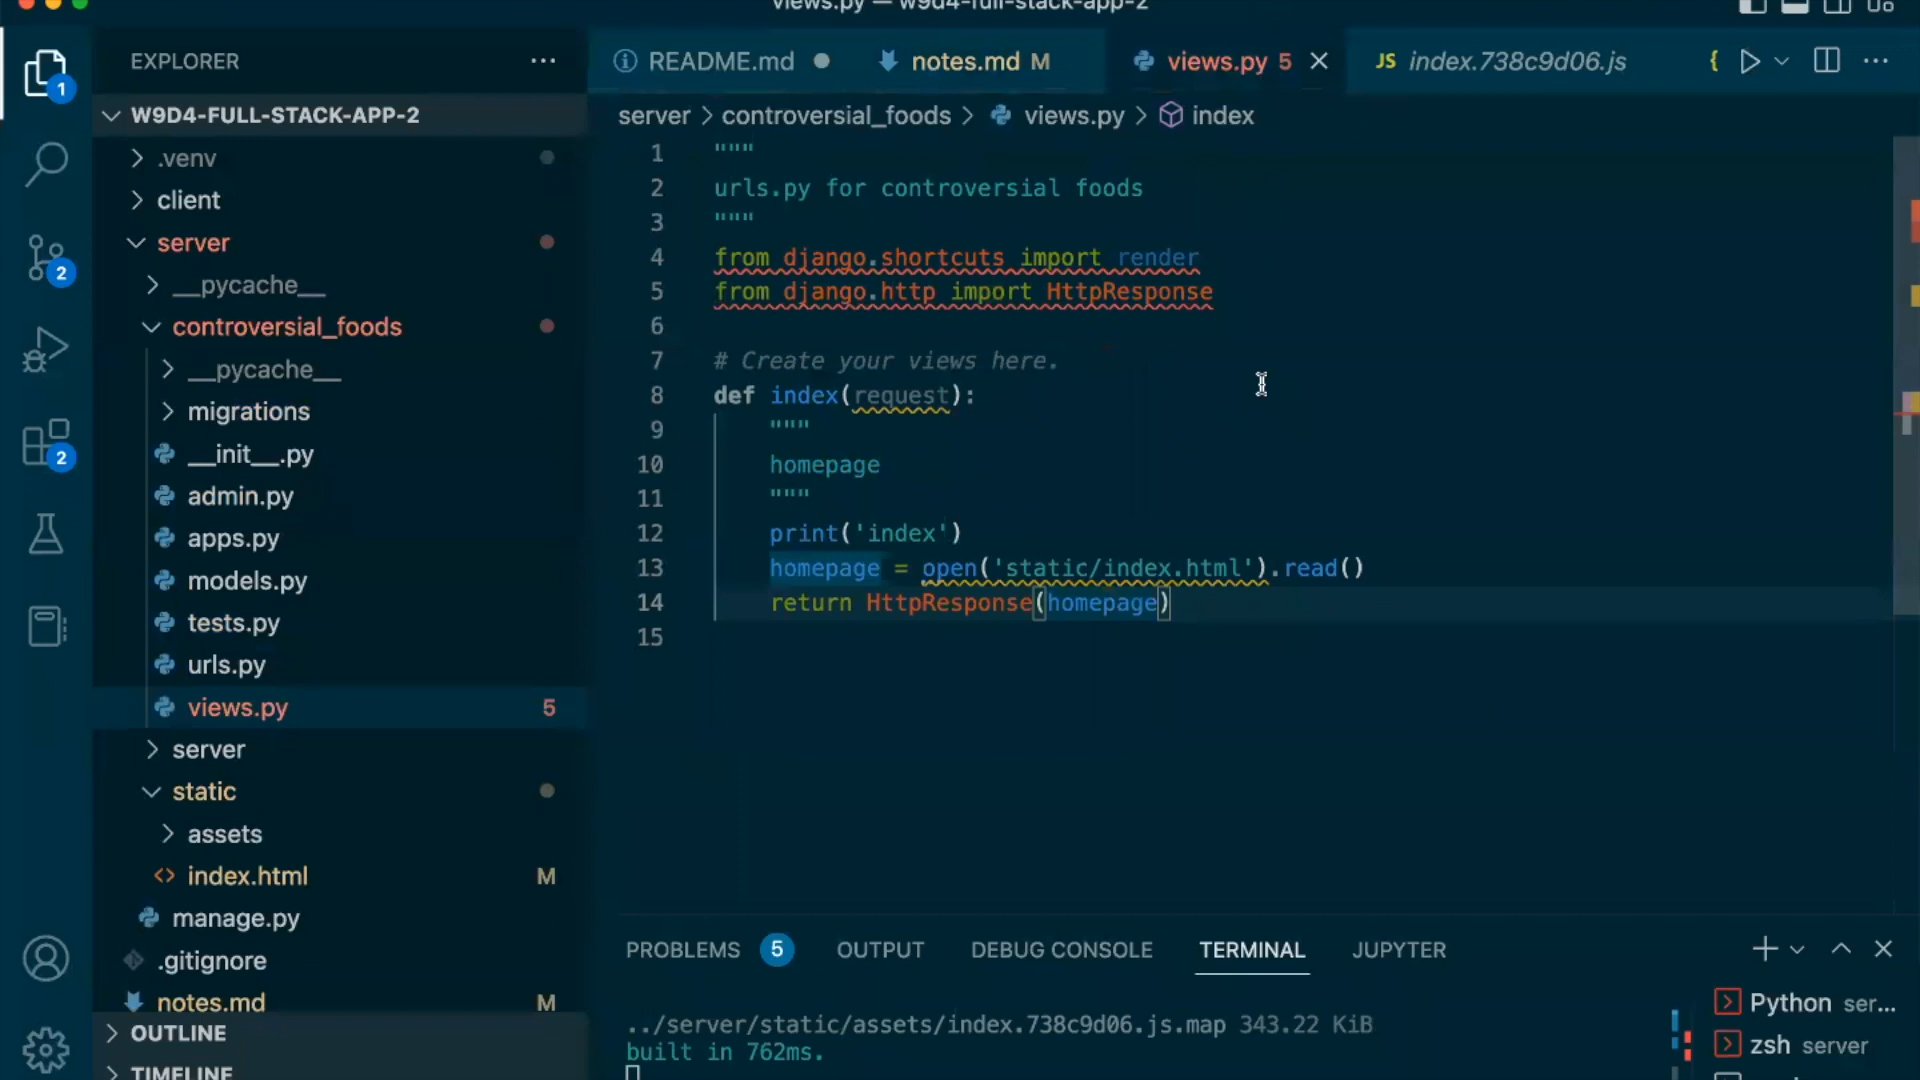 views.py — w9d4-full-stack-app-2
EXPLORER
README.md
notes.md M
views.py 5
JS index.738c9d06.js
{
1
W9D4-FULL-STACK-APP-2
server > controversial_foods > views.py > index
.venv
client
server
__pycache__
controversial_foods
__pycache__
migrations
__init__.py
admin.py
apps.py
models.py
tests.py
urls.py
views.py 5
server
static
assets
index.html M
manage.py
.gitignore
notes.md M
OUTLINE
TIMELINE
2
2
1 """
2 urls.py for controversial foods
3 """
4 from django.shortcuts import render
5 from django.http import HttpResponse
6
7 # Create your views here.
8 def index(request):
9 """
10 homepage
11 """
12 print('index')
13 homepage = open('static/index.html').read()
14 return HttpResponse(homepage)
15
PROBLEMS 5 OUTPUT DEBUG CONSOLE TERMINAL JUPYTER
../server/static/assets/index.738c9d06.js.map 343.22 KiB
built in 762ms.
Python ser...
zsh server